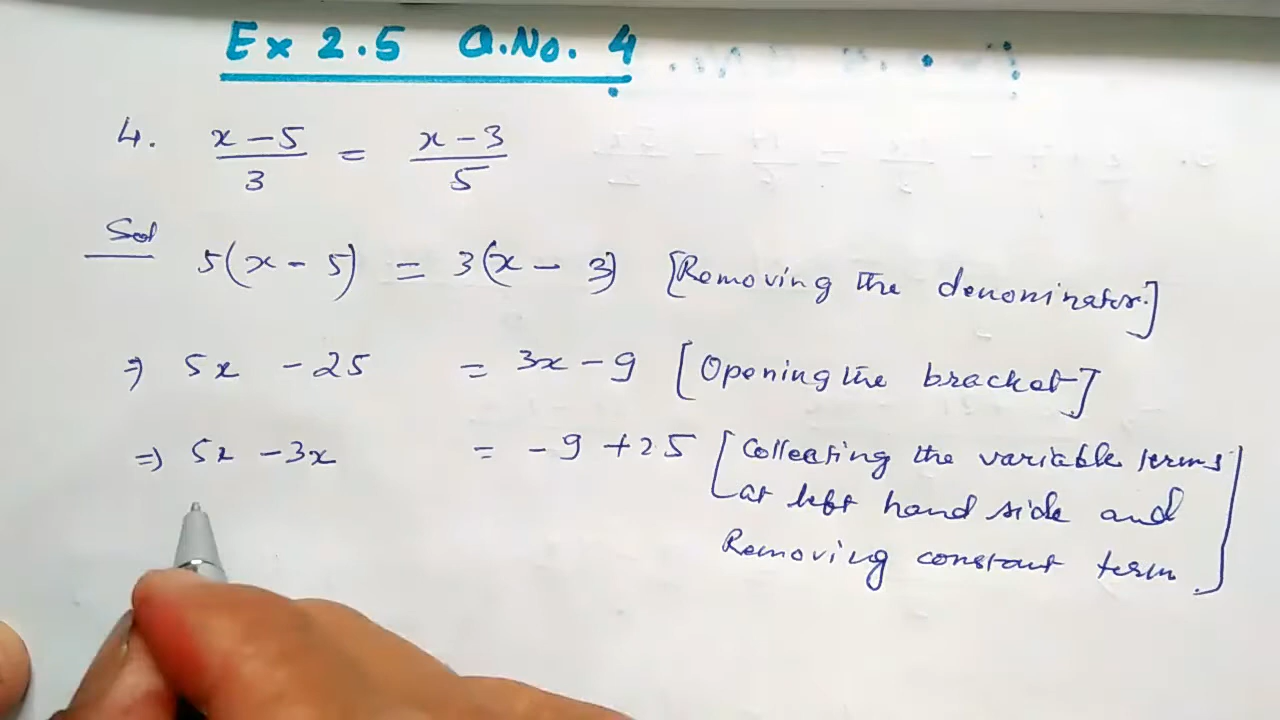 Ex 2.5 Q.No. 4
4. x-5/3 = x-3/5
Sol 5(x-5) = 3(x-3) [Removing the denominator.]
⇒ 5x -25 = 3x-9 [Opening the bracket]
⇒ 5x -3x = -9 +25 [Collecting the variable terms
at left hand side and
Removing constant term.]